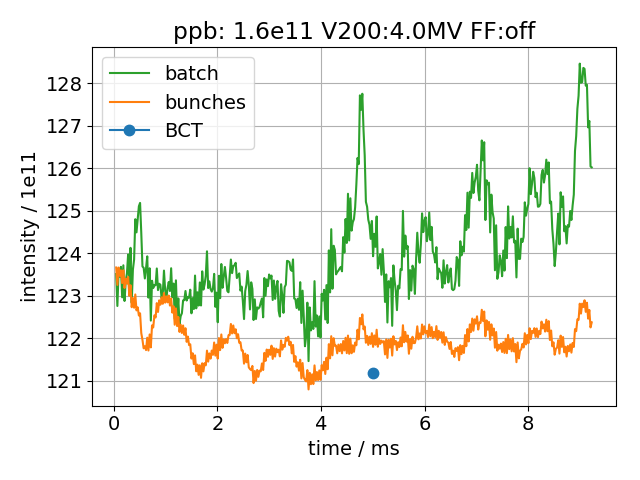 ppb: 1.6e11 V200:4.0MV FF:off
batch
bunches
BCT
intensity / 1e11
128
127
126
125
124
123
122
121
0 2 4 6 8
time / ms